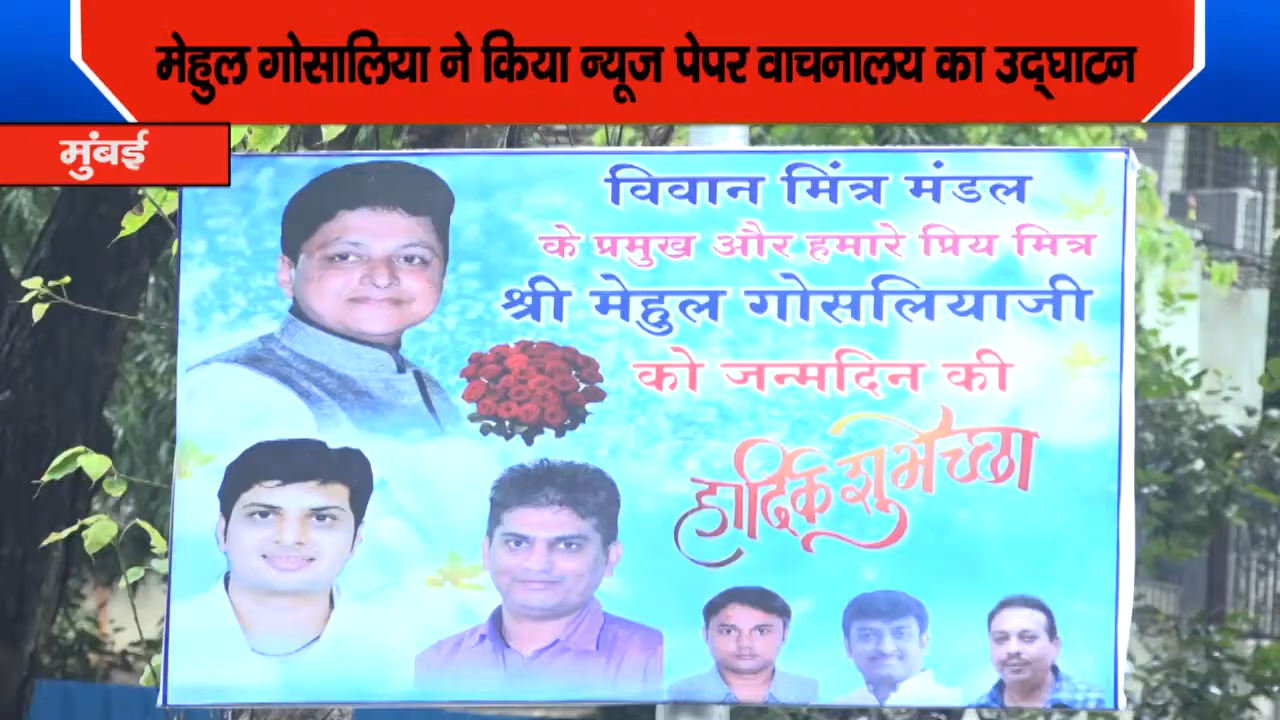 मेहुल गोसालिया ने किया न्यूज पेपर वाचनालय का उद्घाटन
मुंबई
विवान मिंत्र मंडल
के प्रमुख और हमारे प्रिय मित्र
श्री मेहुल गोसलियाजी
को जन्मदिन की
हार्दिक शुभेच्छा